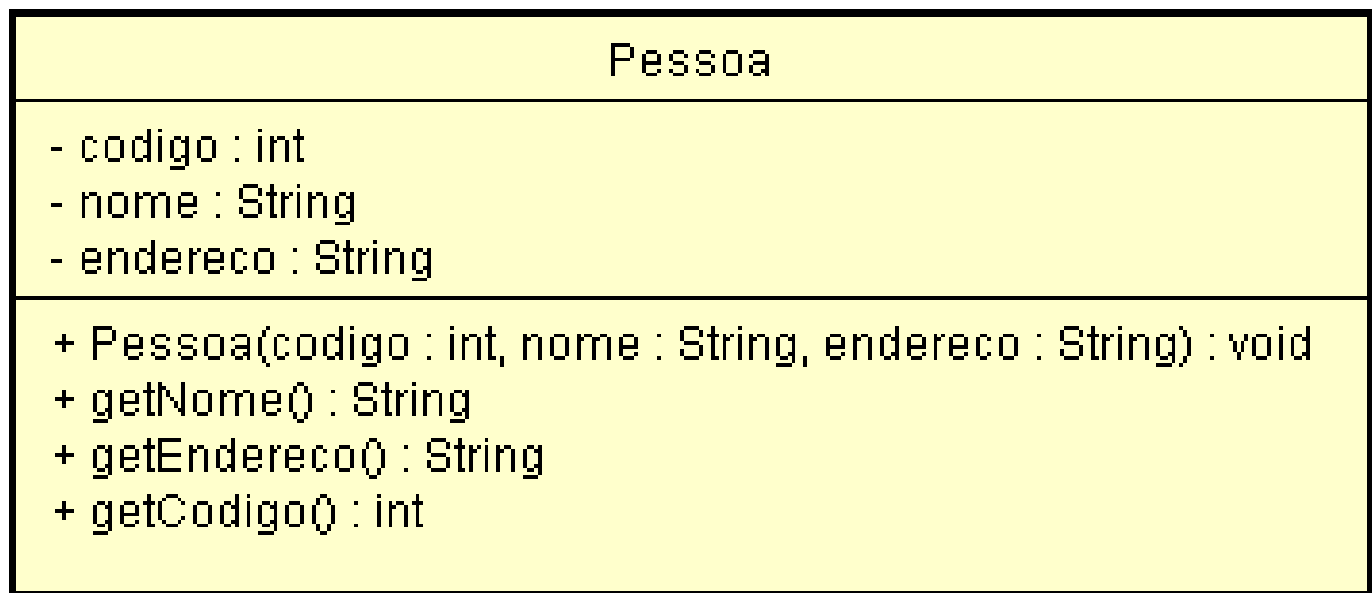 Pessoa
- codigo : int
- nome : String
- endereco : String
+ Pessoa(codigo : int, nome : String, endereco : String) : void
+ getNome() : String
+ getEndereco() : String
+ getCodigo() : int